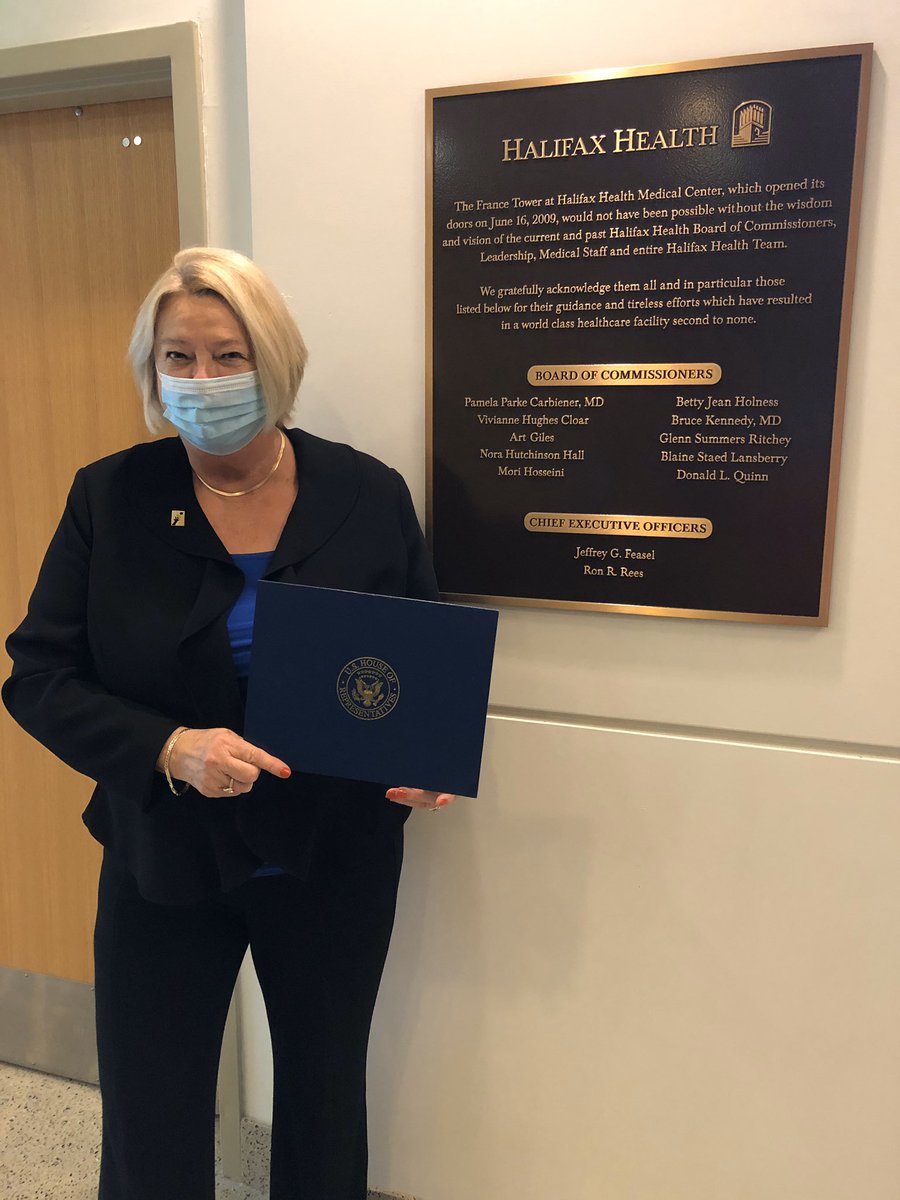 HALIFAX HEALTH
The France Tower at Halifax Health Medical Center, which opened its
doors on June 16, 2009, would not have been possible without the wisdom
and vision of the current and past Halifax Health Board of Commissioners,
Leadership, Medical Staff and entire Halifax Health Team.
We gratefully acknowledge them all and in particular those
listed below for their guidance and tireless efforts which have resulted
in a world class healthcare facility second to none.
BOARD OF COMMISSIONERS
Pamela Parke Carbiener, MD
Vivianne Hughes Cloar
Art Giles
Nora Hutchinson Hall
Mori Hosseini
Betty Jean Holness
Bruce Kennedy, MD
Glenn Summers Ritchey
Blaine Staed Lansberry
Donald L. Quinn
CHIEF EXECUTIVE OFFICERS
Jeffrey G. Feasel
Ron R. Rees
U.S. HOUSE OF
REPRESENTATIVES